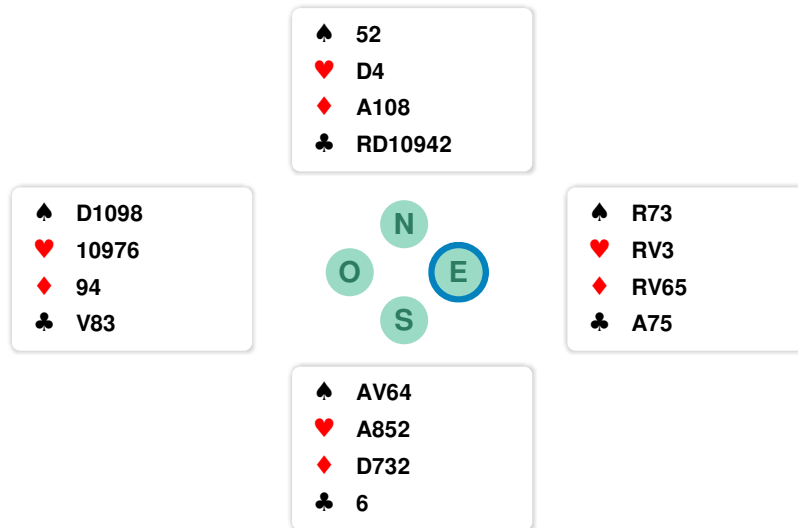 ♠ 52
♥ D4
♦ A108
♣ RD10942
♠ D1098
♥ 10976
♦ 94
♣ V83
N
O E
S
♠ R73
♥ RV3
♦ RV65
♣ A75
♠ AV64
♥ A852
♦ D732
♣ 6